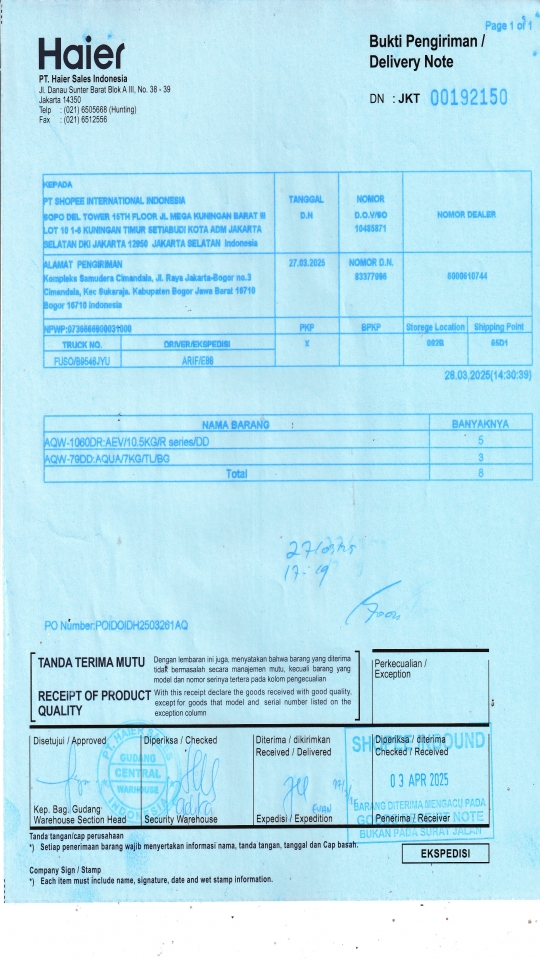 Page 1 of 1
Haier
Bukti Pengiriman /
Delivery Note
PT. Haier Sales Indonesia
Jl. Danau Sunter Barat Blok A III, No. 38 - 39
Jakarta 14350
Telp : (021) 6505668 (Hunting)
Fax : (021) 6512556
DN : JKT 00192150
KEPADA
PT SHOPEE INTERNATIONAL INDONESIA
SOPO DEL TOWER 15TH FLOOR JL MEGA KUNINGAN BARAT III
LOT 10 1-6 KUNINGAN TIMUR SETIABUDI KOTA ADM JAKARTA
SELATAN DKI JAKARTA 12950 JAKARTA SELATAN Indonesia
TANGGAL
D.N
NOMOR
D.O.V/SO
10485871
NOMOR DEALER
ALAMAT PENGIRIMAN
Kompleks Samudera Cimandala, Jl. Raya Jakarta-Bogor no.3
Cimandala, Kec Sukaraja. Kabupaten Bogor Jawa Barat 16710
Bogor 16710 Indonesia
27.03.2025
NOMOR D.N.
83377996
PKP
BPKP
Storage Location
Shipping Point
TRUCK NO.
DRIVER/EKSPEDISI
X
FUSO/B9546JYU
28.03.2025(14:30:39)
NAMA BARANG
BANYAKNYA
AQW-1060DR:AEV/10.5KG/R series/DD
5
AQW-79DD:AQUA/7KG/TL/BG
3
Total
8
17:19
PO Number:POIDOIDH2503261AQ
TANDA TERIMA MUTU
Dengan lembaran ini juga, menyatakan bahwa barang yang diterima
tidak bermasalah secara manajemen mutu, kecuali barang yang
model dan nomor serinya tertera pada kolom pengecualian
RECEIPT OF PRODUCT
QUALITY
With this receipt declare the goods received with good quality,
except for goods that model and serial number listed on the
exception column
Perkecualian /
Exception
Disetujui / Approved
Diperiksa / Checked
Diterima / dikirimkan
Received / Delivered
Diperiksa / diterima
Checked / Received
GUDANG
CENTRAL
WAREHOUSE
INDONESIA
03 APR 2025
BARANG DITERIMA MENGACU PADA
NOTE
BUKAN PADA SURAT JALAN
Kep. Bag. Gudang
Warehouse Section Head
Security Warehouse
Expedisi / Expedition
Penerima / Receiver
Tanda tangan/cap perusahaan
*) Setiap penerimaan barang wajib menyertakan informasi nama, tanda tangan, tanggal dan Cap basah.
EKSPEDISI
Company Sign / Stamp
*) Each item must include name, signature, date and wet stamp information.